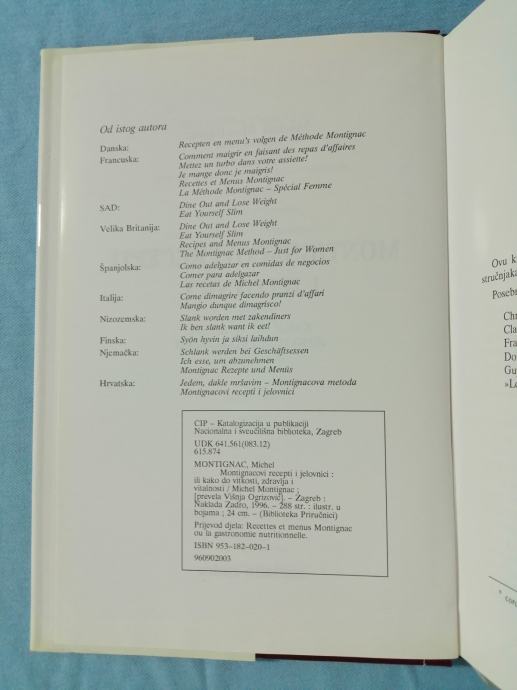 Od istog autora
Danska: Recepten en menu's volgen de Méthode Montignac
Francuska: Comment maigrir en faisant des repas d'affaires
Mettez un turbo dans votre assiette!
Je mange donc je maigris!
Recettes et Menus Montignac
La Méthode Montignac – Spécial Femme
SAD: Dine Out and Lose Weight
Eat Yourself Slim
Velika Britanija: Dine Out and Lose Weight
Eat Yourself Slim
Recipes and Menus Montignac
The Montignac Method – Just for Women
Španjolska: Como adelgazar en comidas de negocios
Comer para adelgazar
Las recetas de Michel Montignac
Italija: Come dimagrire facendo pranzi d'affari
Mangio dunque dimagrisco!
Nizozemska: Slank worden met zakendiners
Ik ben slank want ik eet!
Finska: Syön hyvin ja siksi laihdun
Njemačka: Schlank werden bei Geschäftsessen
Ich esse, um abzunehmen
Montignac Rezepte und Menüs
Hrvatska: Jedem, dakle mršavim – Montignacova metoda
Montignacovi recepti i jelovnici
CIP – Katalogizacija u publikaciji
Nacionalna i sveučilišna biblioteka, Zagreb
UDK 641.561(083.12)
615.874
MONTIGNAC, Michel
Montignacovi recepti i jelovnici :
ili kako do vitkosti, zdravlja i
vitalnosti / Michel Montignac ;
[prevela Višnja Ogrizović]. – Zagreb :
Naklada Zadro, 1996. – 288 str. : ilustr. u
bojama ; 24 cm. – (Biblioteka Priručnici)
Prijevod djela: Recettes et menus Montignac
ou la gastronomie nutritionnelle.
ISBN 953-182-020-1
960902003
Ovu k
stručnjaka
Posebn
Chr
Cla
Fra
Do
Gu
»Le